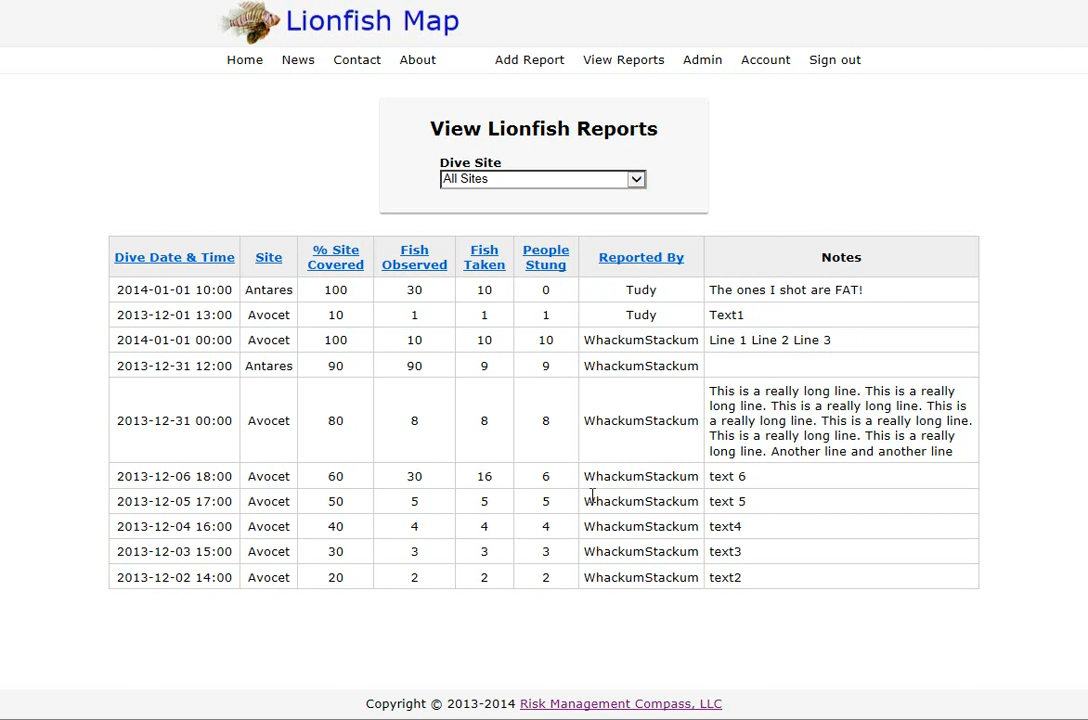 Lionfish Map
Home News Contact About Add Report View Reports Admin Account Sign out
View Lionfish Reports
Dive Site
All Sites
Dive Date & Time Site % Site Covered Fish Observed Fish Taken People Stung Reported By Notes
2014-01-01 10:00 Antares 100 30 10 0 Tudy The ones I shot are FAT!
2013-12-01 13:00 Avocet 10 1 1 1 Tudy Text1
2014-01-01 00:00 Avocet 100 10 10 10 WhackumStackum Line 1 Line 2 Line 3
2013-12-31 12:00 Antares 90 90 9 9 WhackumStackum
2013-12-31 00:00 Avocet 80 8 8 8 WhackumStackum This is a really long line. This is a really
long line. This is a really long line. This is
a really long line. This is a really long line.
This is a really long line. This is a really
long line. Another line and another line
2013-12-06 18:00 Avocet 60 30 16 6 WhackumStackum text 6
2013-12-05 17:00 Avocet 50 5 5 5 WhackumStackum text 5
2013-12-04 16:00 Avocet 40 4 4 4 WhackumStackum text4
2013-12-03 15:00 Avocet 30 3 3 3 WhackumStackum text3
2013-12-02 14:00 Avocet 20 2 2 2 WhackumStackum text2
Copyright © 2013-2014 Risk Management Compass, LLC